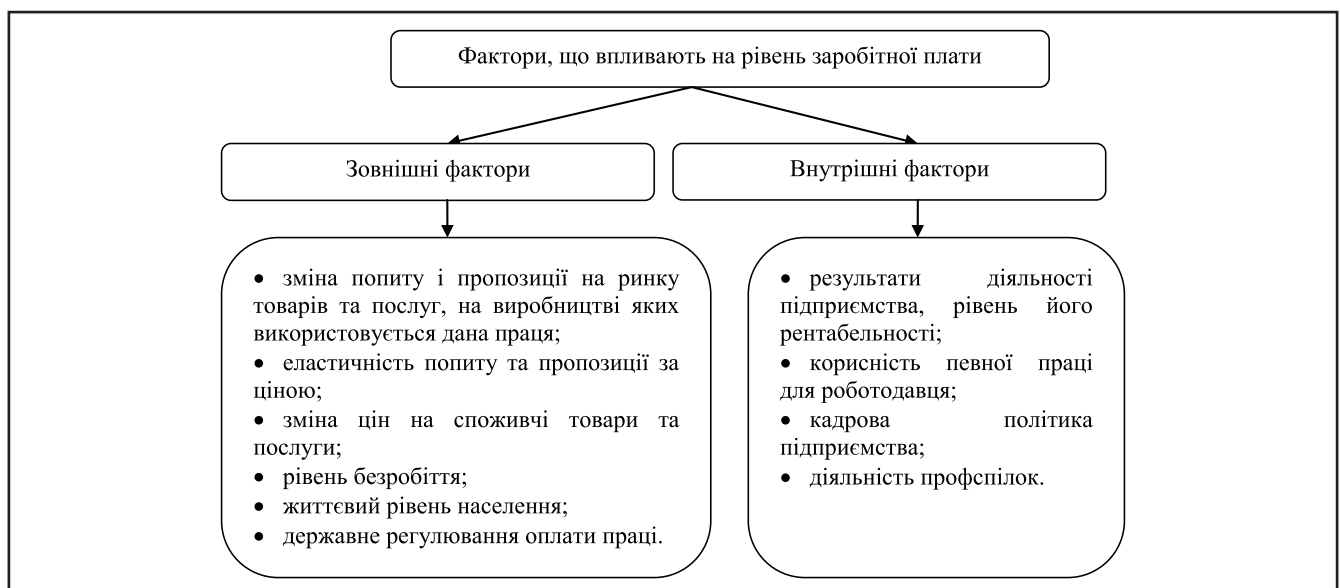 Фактори, що впливають на рівень заробітної плати
Зовнішні фактори
Внутрішні фактори
• зміна попиту і пропозиції на ринку
товарів та послуг, на виробництві яких
використовується дана праця;
• еластичність попиту та пропозиції за
ціною;
• зміна цін на споживчі товари та
послуги;
• рівень безробіття;
• життєвий рівень населення;
• державне регулювання оплати праці.
• результати діяльності
підприємства, рівень його
рентабельності;
• корисність певної праці
для роботодавця;
• кадрова політика
підприємства;
• діяльність профспілок.